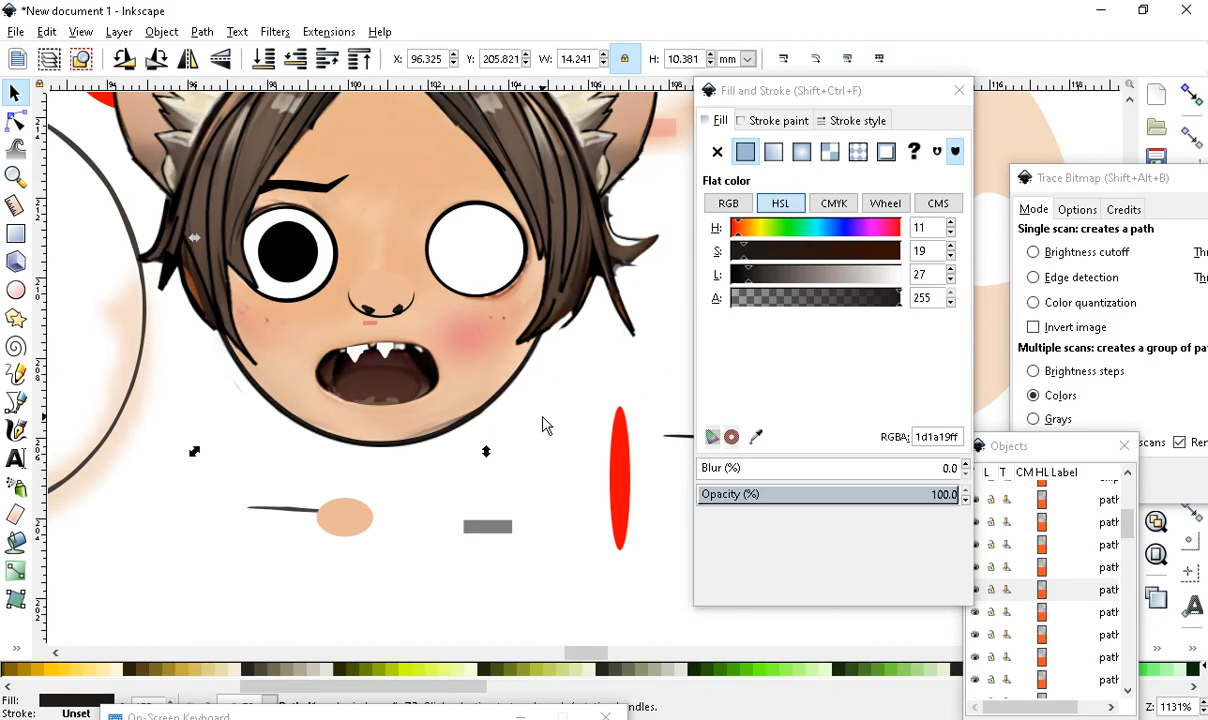 *New document 1 - Inkscape
File Edit View Layer Object Path Text Filters Extensions Help
X: 96.325 Y: 205.821 W: 14.241 H: 10.381 mm
Fill and Stroke (Shift+Ctrl+F)
Fill Stroke paint Stroke style
Flat color
RGB HSL CMYK Wheel CMS
H: 11
S: 19
L: 27
A: 255
RGBA: 1d1a19ff
Blur (%) 0.0
Opacity (%) 100.0
Trace Bitmap (Shift+Alt+B)
Mode Options Credits
Single scan: creates a path
Brightness cutoff
Edge detection
Color quantization
Invert image
Multiple scans: creates a group of
Brightness steps
Colors
Grays
scans
Objects
L T CM HL Label
path
path
path
path
path
path
path
path
path
Fill:
Stroke: Unset
On-Screen Keyboard
Z: 1131%